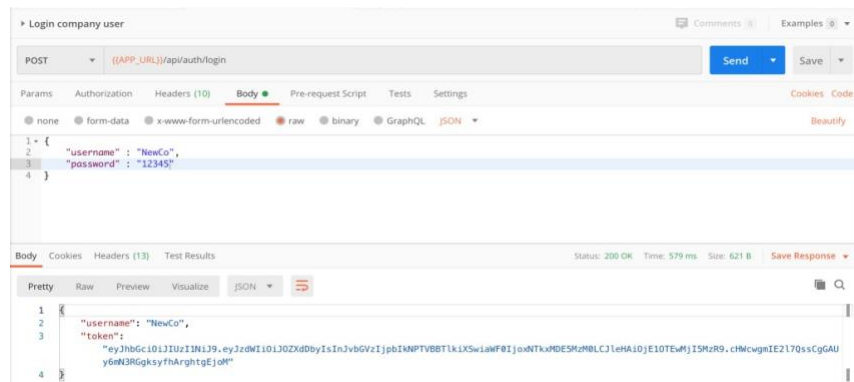 Login company user
Comments 0
Examples 0
POST
{{APP_URL}}/api/auth/login
Send
Save
Params Authorization Headers (10) Body Pre-request Script Tests Settings
Cookies Code
none form-data x-www-form-urlencoded raw binary GraphQL JSON
Beautify
1 {
2 "username" : "NewCo",
3 "password" : "12345"
4 }
Body Cookies Headers (13) Test Results
Status: 200 OK Time: 579 ms Size: 621 B Save Response
Pretty Raw Preview Visualize JSON
1 {
2 "username": "NewCo",
3 "token":
4 }